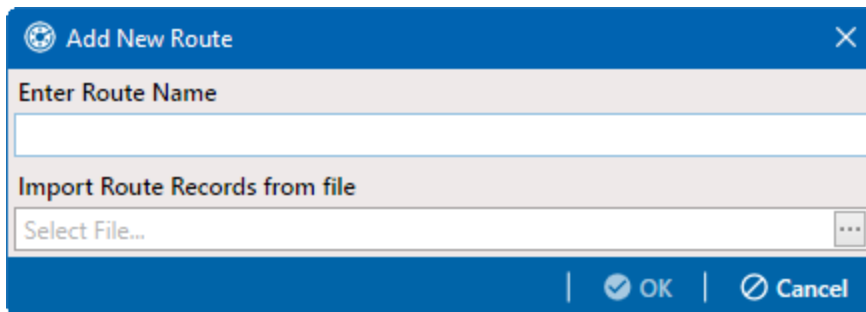 Add New Route
Enter Route Name
Import Route Records from file
Select File...
OK Cancel